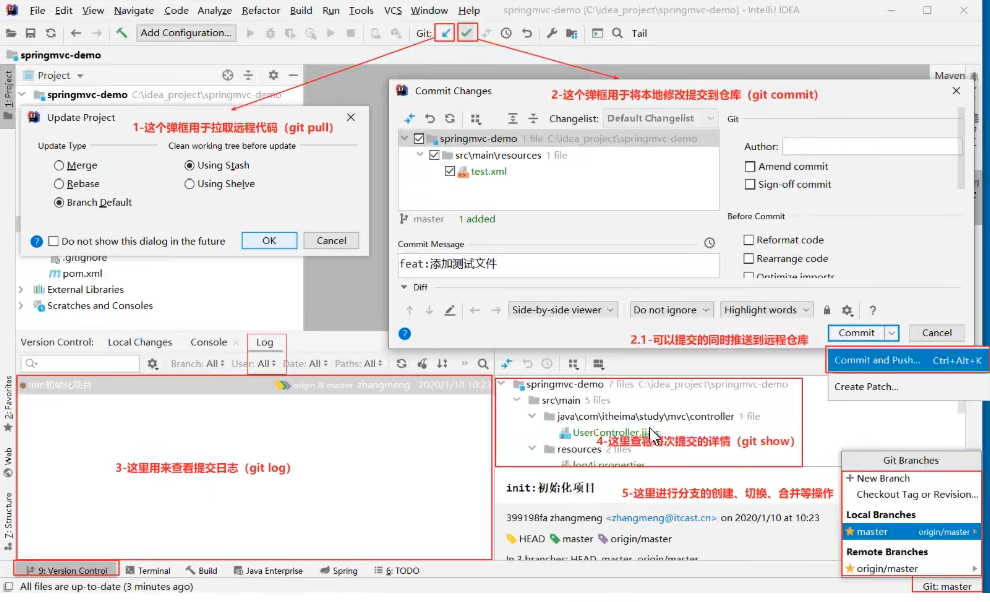 File Edit View Navigate Code Analyze Refactor Build Run Tools VCS Window Help springmvc-demo [C:\idea_project\springmvc-demo] - IntelliJ IDEA
Add Configuration... Git: Tail
springmvc-demo
1: Project
Project
Maven
springmvc-demo C:\idea_project\springmvc-demo
Update Project
1-这个弹框用于拉取远程代码（git pull）
Update Type
Clean working tree before update
Merge
Using Stash
Rebase
Using Shelve
Branch Default
Do not show this dialog in the future
OK
Cancel
.gitignore
pom.xml
External Libraries
Scratches and Consoles
Commit Changes
2-这个弹框用于将本地修改提交到仓库（git commit）
Changelist: Default Changelist
Git
springmvc-demo 1 file C:\idea_project\springmvc-demo
src\main\resources 1 file
test.xml
Author:
Amend commit
Sign-off commit
master 1 added
Before Commit
Commit Message
Reformat code
feat:添加测试文件
Rearrange code
Optimize imports
Diff
Side-by-side viewer
Do not ignore
Highlight words
2.1-可以提交的同时推送到远程仓库
Commit
Cancel
Commit and Push... Ctrl+Alt+K
Create Patch...
Version Control: Local Changes Console Log
Branch: All User: All Date: All Paths: All
init:初始化项目 origin & master zhangmeng 2020/1/10 10:23
3-这里用来查看提交日志（git log）
springmvc-demo 7 files C:\idea_project\springmvc-demo
src\main 5 files
java\com\itheima\study\mvc\controller 1 file
UserController.java
4-这里查看每次提交的详情（git show）
resources 2 files
log4j.properties
init:初始化项目
5-这里进行分支的创建、切换、合并等操作
399198fa zhangmeng <zhangmeng@itcast.cn> on 2020/1/10 at 10:23
HEAD master origin/master
In 3 branches: HEAD, master, origin/master
Git Branches
New Branch
Checkout Tag or Revision...
Local Branches
master origin/master
Remote Branches
origin/master
2: Favorites
Web
Z: Structure
9: Version Control Terminal Build Java Enterprise Spring 6: TODO
All files are up-to-date (3 minutes ago)
Git: master